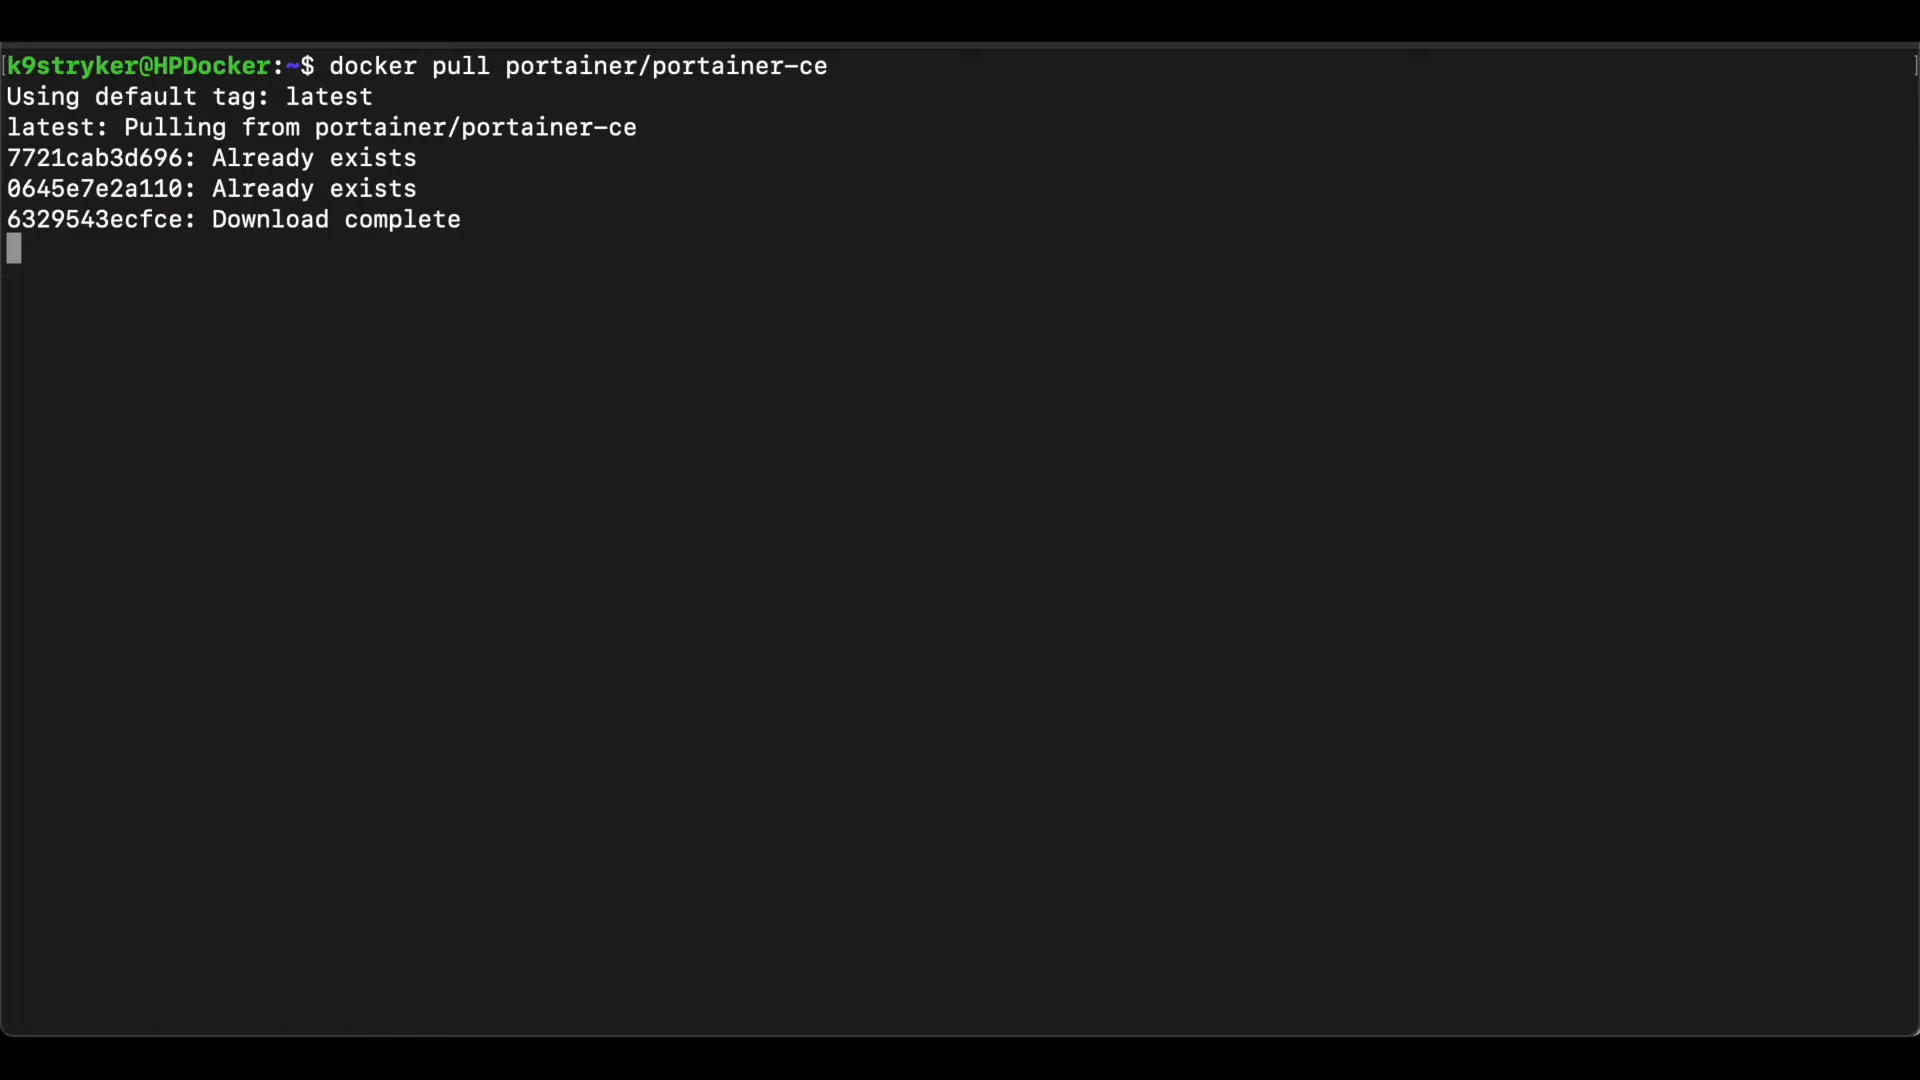 k9stryker@HPDocker:~$ docker pull portainer/portainer-ce
Using default tag: latest
latest: Pulling from portainer/portainer-ce
7721cab3d696: Already exists
0645e7e2a110: Already exists
6329543ecfce: Download complete